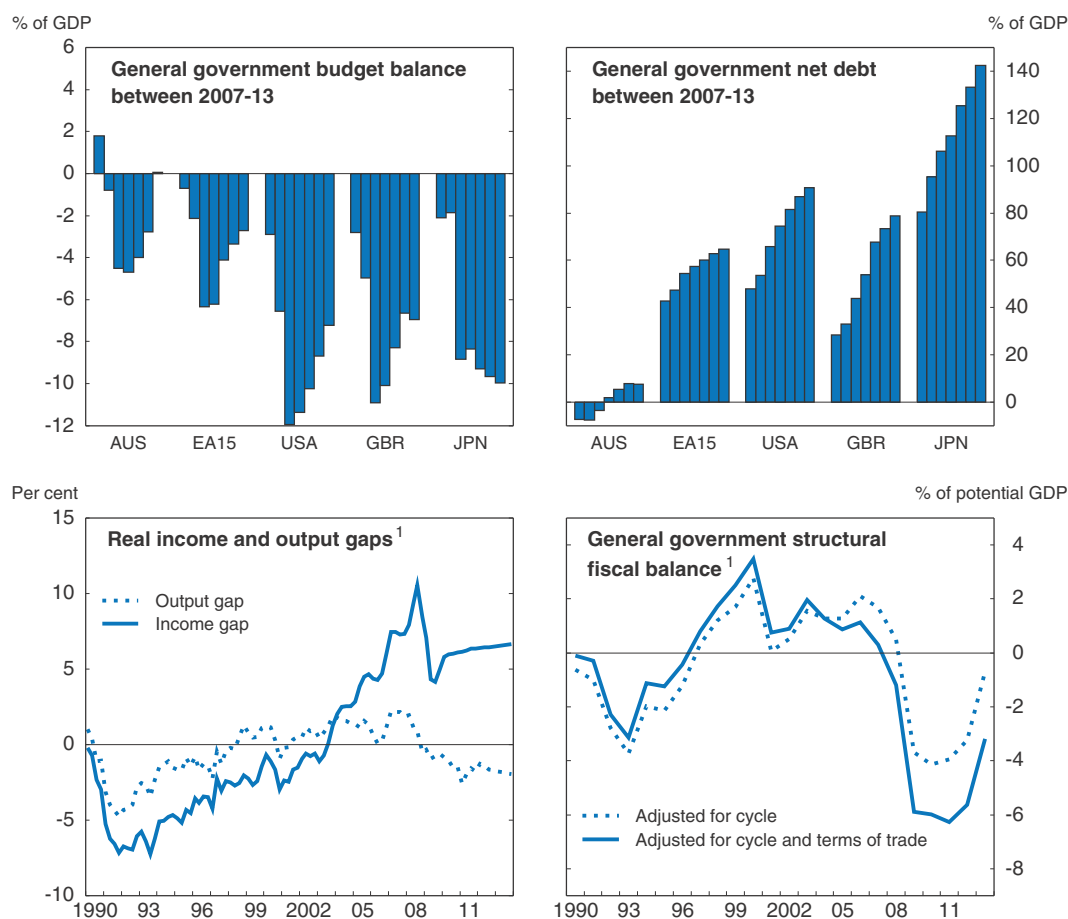 % of GDP
General government budget balance
between 2007-13
6
4
2
0
-2
-4
-6
-8
-10
-12
AUS EA15 USA GBR JPN
% of GDP
General government net debt
between 2007-13
140
120
100
80
60
40
20
0
AUS EA15 USA GBR JPN
Per cent
Real income and output gaps 1
Output gap
Income gap
15
10
5
0
-5
-10
1990 93 96 99 2002 05 08 11
% of potential GDP
General government structural
fiscal balance 1
4
2
0
-2
-4
-6
-8
Adjusted for cycle
Adjusted for cycle and terms of trade
1990 93 96 99 2002 05 08 11